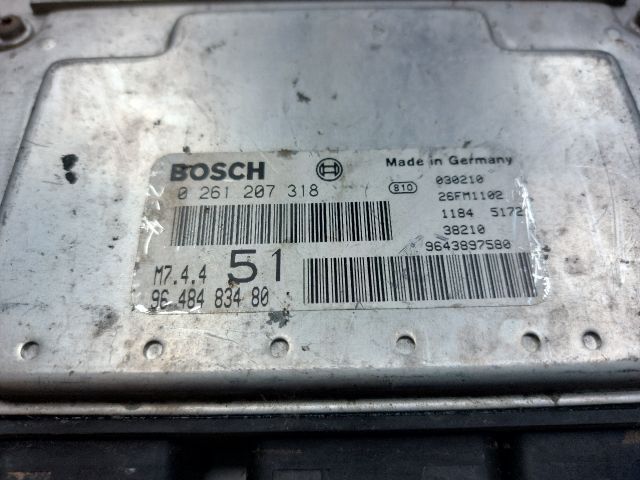 BOSCH
Made in Germany
0 261 207 318
810
030210
26FM1102
1184 5172
38210
9643897580
M7.4.4
51
96 484 834 80